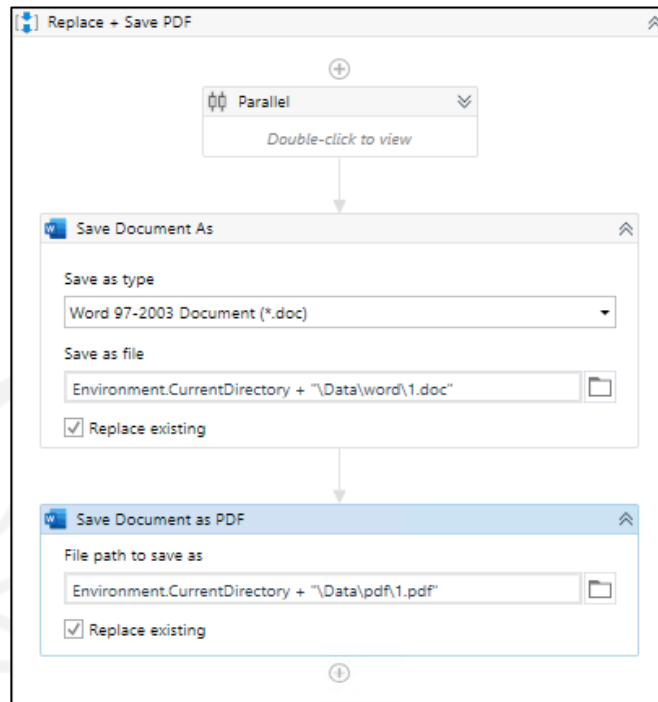 Replace + Save PDF
Parallel
Double-click to view
Save Document As
Save as type
Word 97-2003 Document (*.doc)
Save as file
Environment.CurrentDirectory + "\Data\word\1.doc"
Replace existing
Save Document as PDF
File path to save as
Environment.CurrentDirectory + "\Data\pdf\1.pdf"
Replace existing